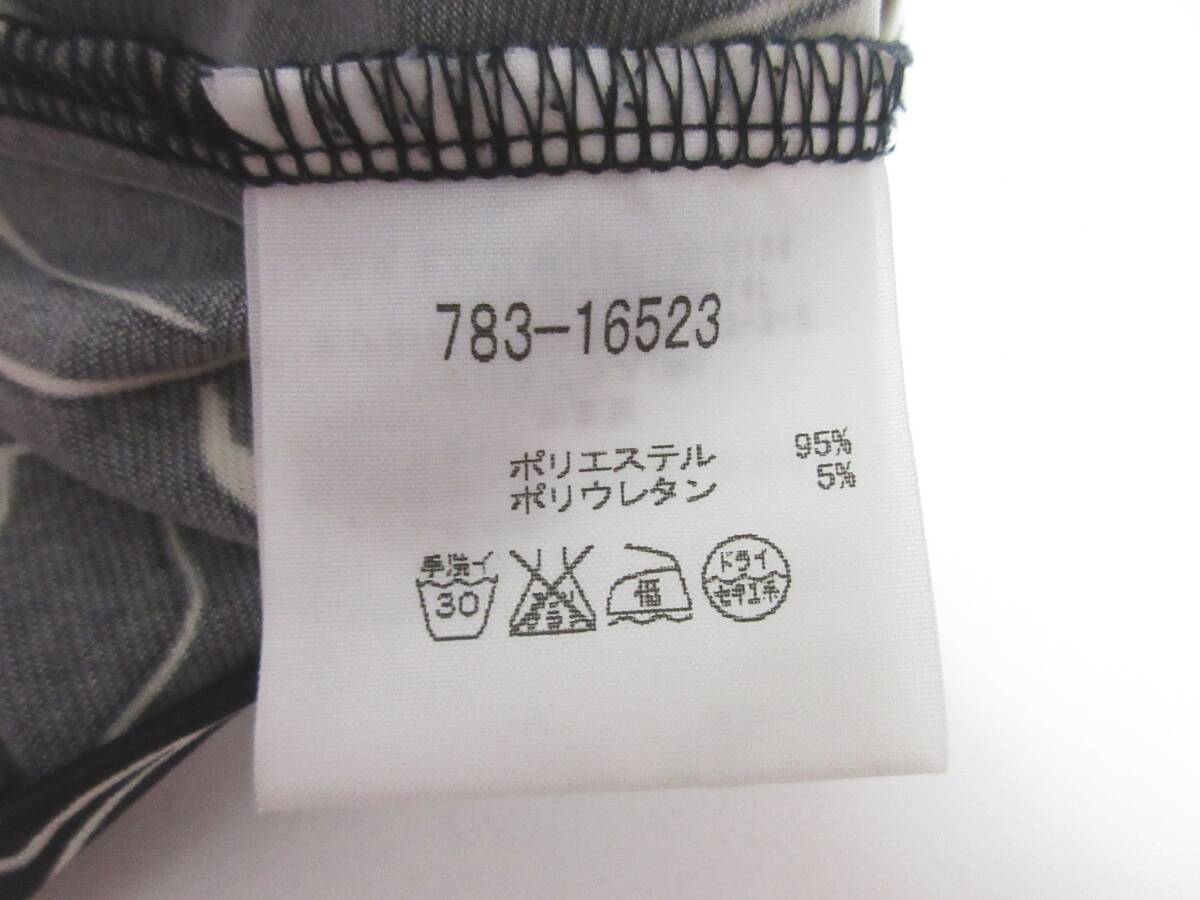 783-16523
ポリエステル 95%
ポリウレタン 5%
手洗イ
30
ドライ
セキユ系